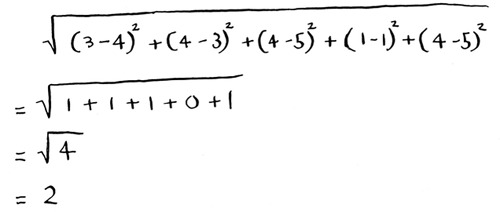 √((3-4)² + (4-3)² + (4-5)² + (1-1)² + (4-5)²)
= √(1 + 1 + 1 + 0 + 1)
= √4
= 2